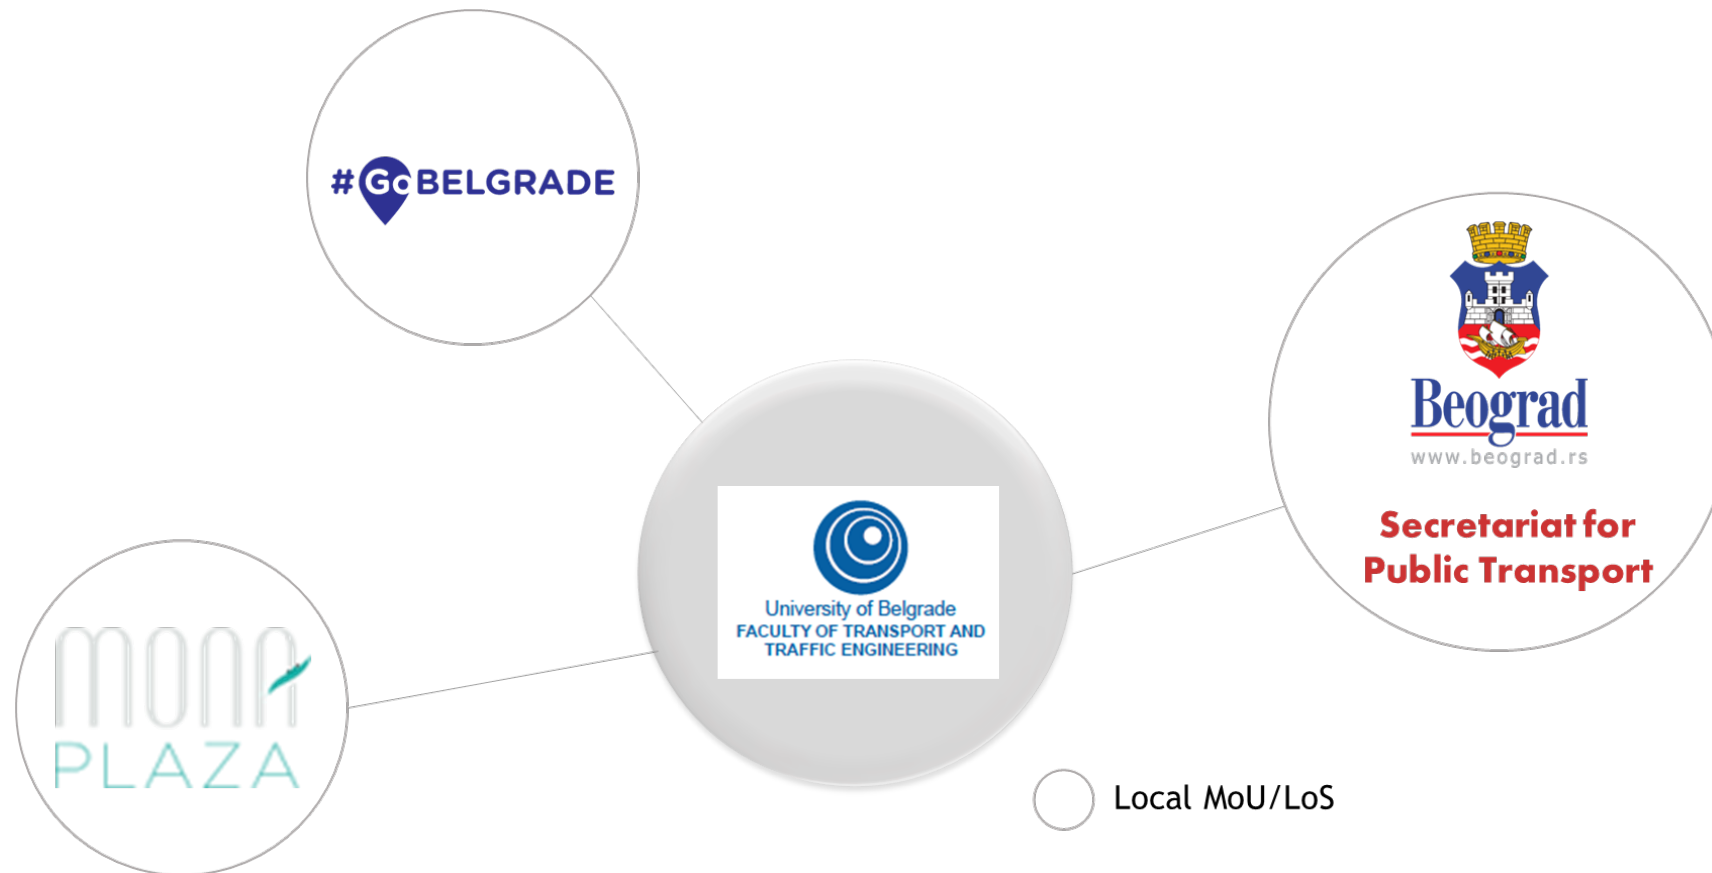 #GoBELGRADE
Beograd
www.beograd.rs
Secretariat for
Public Transport
University of Belgrade
FACULTY OF TRANSPORT AND
TRAFFIC ENGINEERING
MONA
PLAZA
Local MoU/LoS